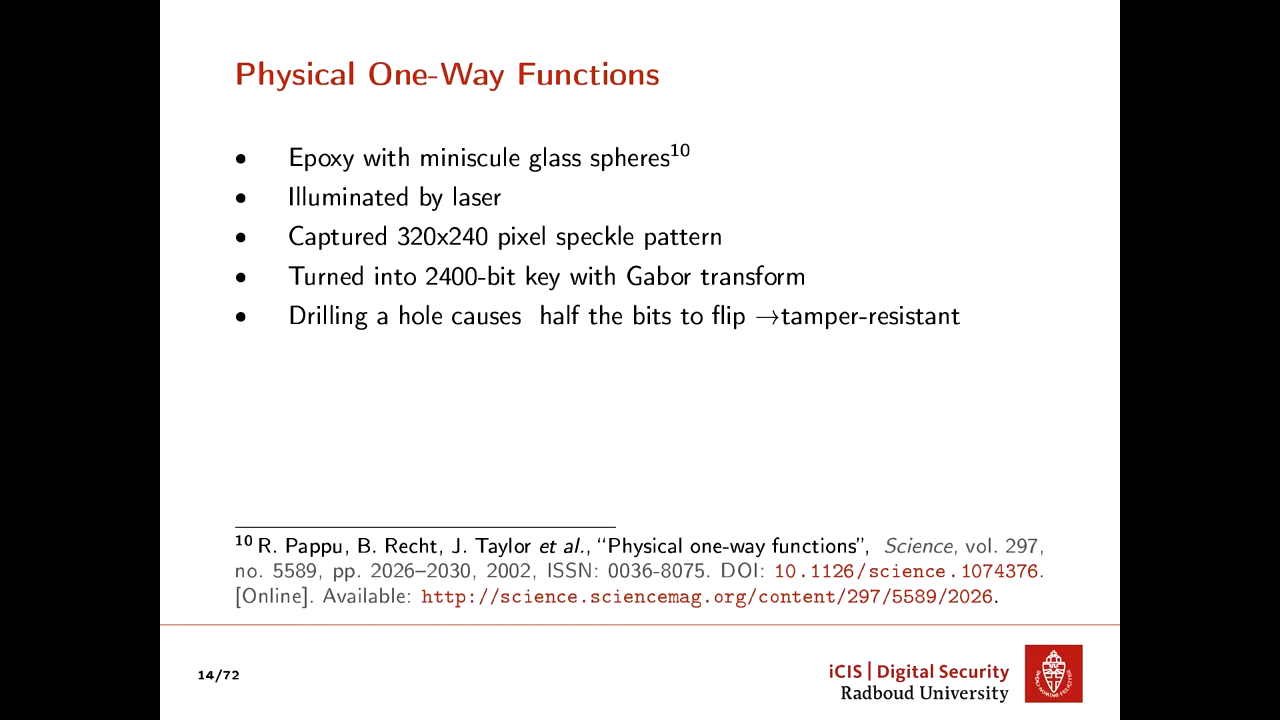 Physical One-Way Functions
• Epoxy with miniscule glass spheres¹⁰
• Illuminated by laser
• Captured 320x240 pixel speckle pattern
• Turned into 2400-bit key with Gabor transform
• Drilling a hole causes half the bits to flip →tamper-resistant
¹⁰ R. Pappu, B. Recht, J. Taylor et al., “Physical one-way functions”, Science, vol. 297,
no. 5589, pp. 2026–2030, 2002, ISSN: 0036-8075. DOI: 10.1126/science.1074376.
[Online]. Available: http://science.sciencemag.org/content/297/5589/2026.
14/72
iCIS | Digital Security
Radboud University